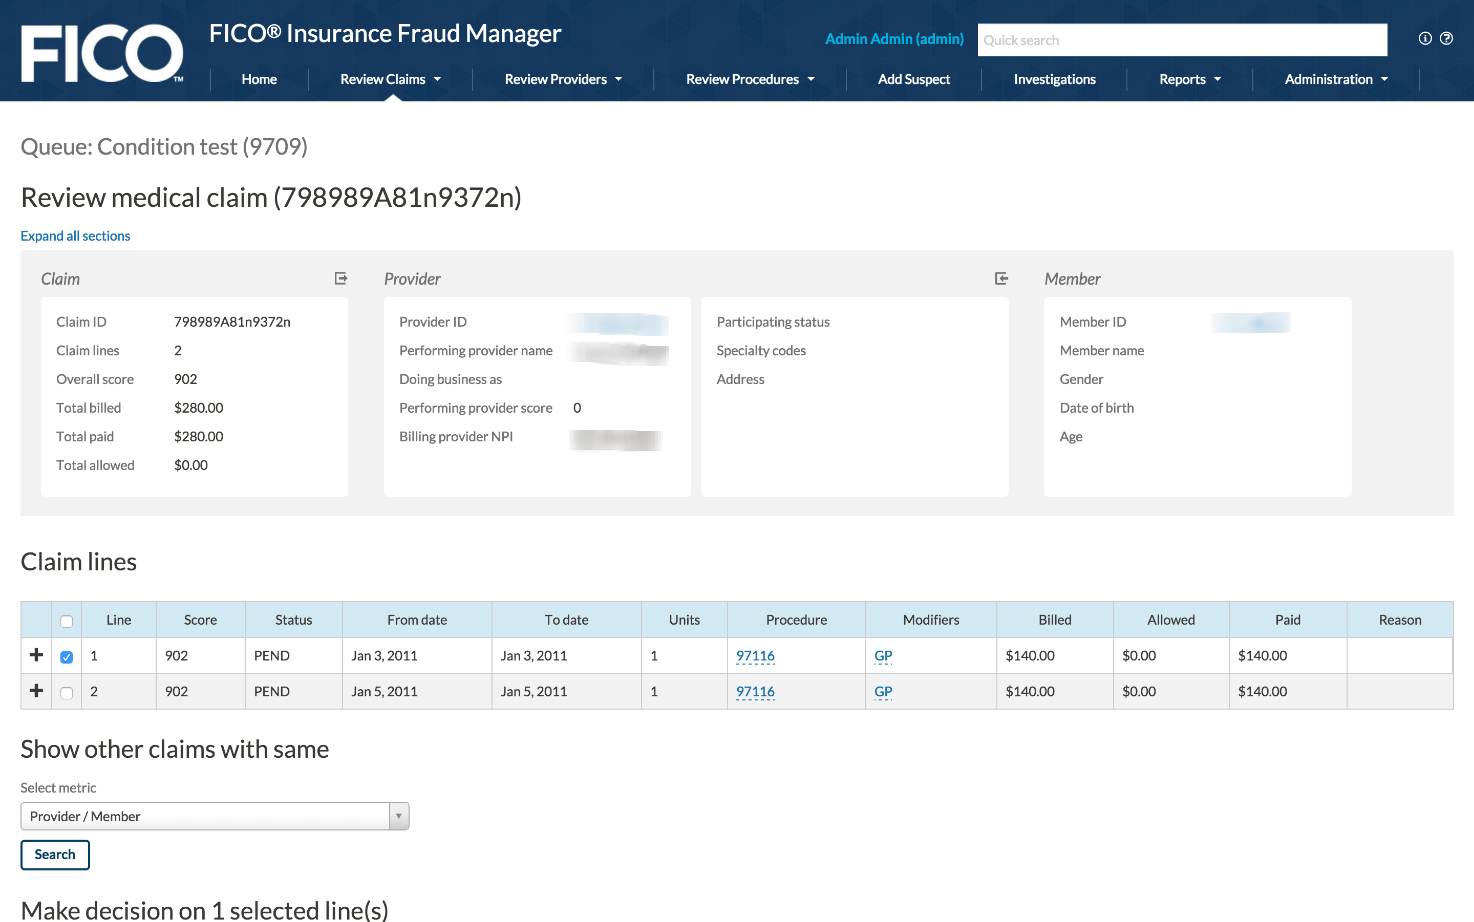 FICO™
FICO® Insurance Fraud Manager
Admin Admin (admin)
Quick search
Home
Review Claims
Review Providers
Review Procedures
Add Suspect
Investigations
Reports
Administration
Queue: Condition test (9709)
Review medical claim (798989A81n9372n)
Expand all sections
Claim
Claim ID 798989A81n9372n
Claim lines 2
Overall score 902
Total billed $280.00
Total paid $280.00
Total allowed $0.00
Provider
Provider ID
Performing provider name
Doing business as
Performing provider score 0
Billing provider NPI
Participating status
Specialty codes
Address
Member
Member ID
Member name
Gender
Date of birth
Age
Claim lines
Line Score Status From date To date Units Procedure Modifiers Billed Allowed Paid Reason
1 902 PEND Jan 3, 2011 Jan 3, 2011 1 97116 GP $140.00 $0.00 $140.00
2 902 PEND Jan 5, 2011 Jan 5, 2011 1 97116 GP $140.00 $0.00 $140.00
Show other claims with same
Select metric
Provider / Member
Search
Make decision on 1 selected line(s)